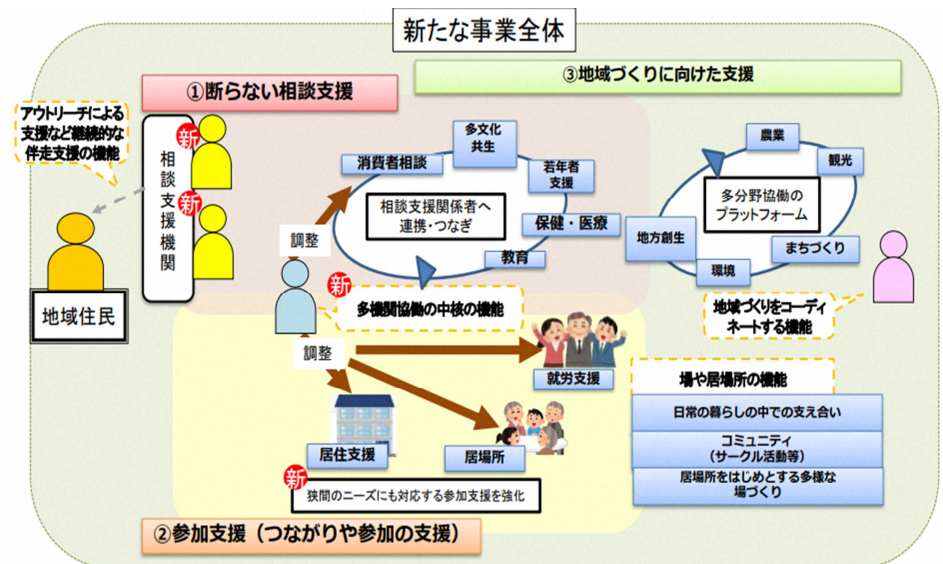 新たな事業全体
③地域づくりに向けた支援
①断らない相談支援
アウトリーチによる
支援など継続的な
伴走支援の機能
新
新
相談支援機関
地域住民
調整
消費者相談
多文化
共生
若年者
支援
保健・医療
教育
相談支援関係者へ
連携・つなぎ
新
多機関協働の中核の機能
農業
観光
まちづくり
環境
地方創生
多分野協働の
プラットフォーム
地域づくりをコーディ
ネートする機能
調整
就労支援
居住支援
居場所
新
狭間のニーズにも対応する参加支援を強化
場や居場所の機能
日常の暮らしの中での支え合い
コミュニティ
(サークル活動等)
居場所をはじめとする多様な
場づくり
②参加支援(つながりや参加の支援)